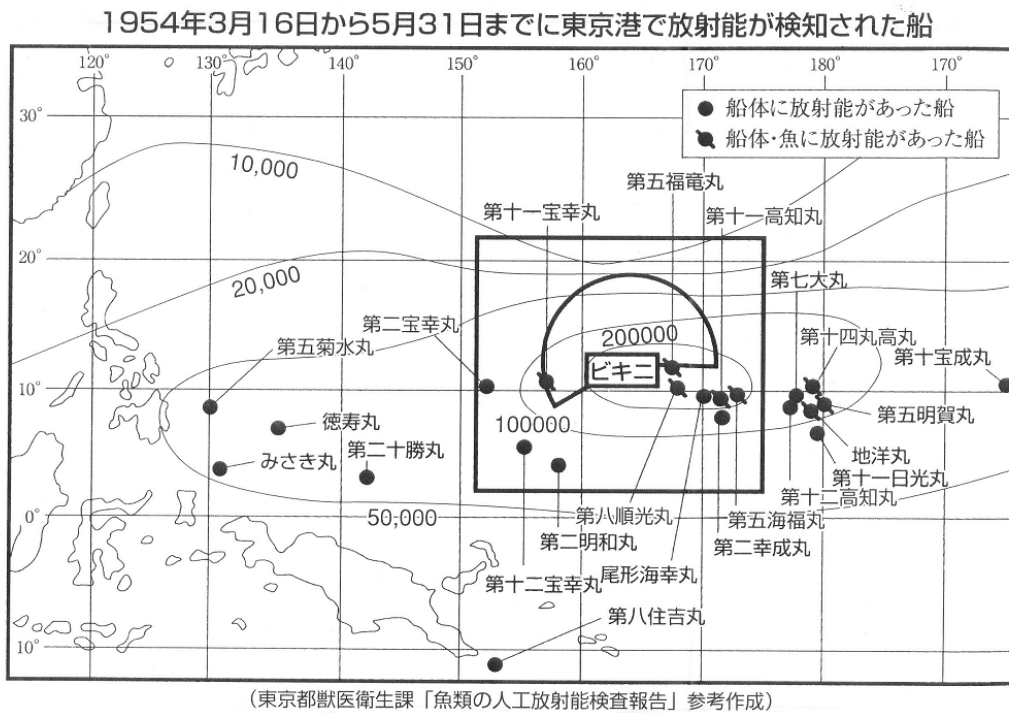 1954年3月16日から5月31日までに東京港で放射能が検知された船
120° 130° 140° 150° 160° 170° 180° 170°
30°
20°
10°
0°
10°
● 船体に放射能があった船
船体・魚に放射能があった船
10,000
第五福竜丸
第十一宝幸丸
第十一高知丸
20,000
第七大丸
第二宝幸丸
200000
第十四丸高丸
第五菊水丸
第十宝成丸
ビキニ
徳寿丸
100000
第五明賀丸
みさき丸
第二十勝丸
地洋丸
第十一日光丸
第十二高知丸
50,000
第八順光丸
第五海福丸
第二明和丸
第二幸成丸
尾形海幸丸
第十二宝幸丸
第八住吉丸
（東京都獣医衛生課「魚類の人工放射能検査報告」参考作成）